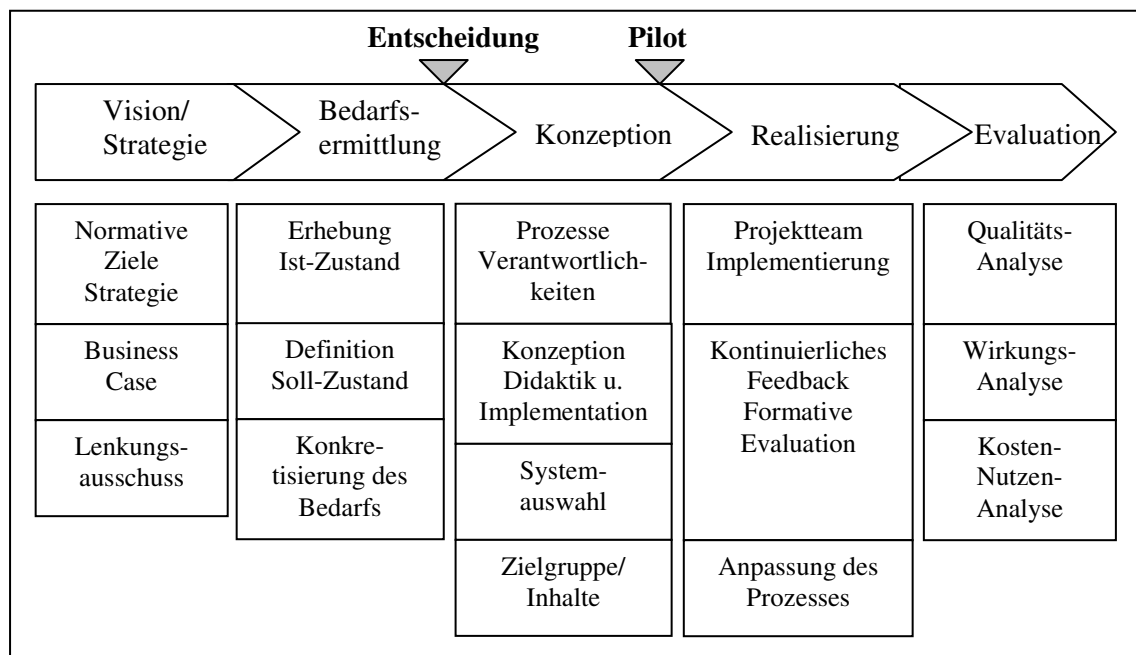 Entscheidung
Pilot
Vision/
Strategie
Bedarfs-
ermittlung
Konzeption
Realisierung
Evaluation
Normative
Ziele
Strategie
Business
Case
Lenkungs-
ausschuss
Erhebung
Ist-Zustand
Definition
Soll-Zustand
Konkre-
tisierung des
Bedarfs
Prozesse
Verantwortlich-
keiten
Konzeption
Didaktik u.
Implementation
System-
auswahl
Zielgruppe/
Inhalte
Projektteam
Implementierung
Kontinuierliches
Feedback
Formative
Evaluation
Anpassung des
Prozesses
Qualitäts-
Analyse
Wirkungs-
Analyse
Kosten-
Nutzen-
Analyse